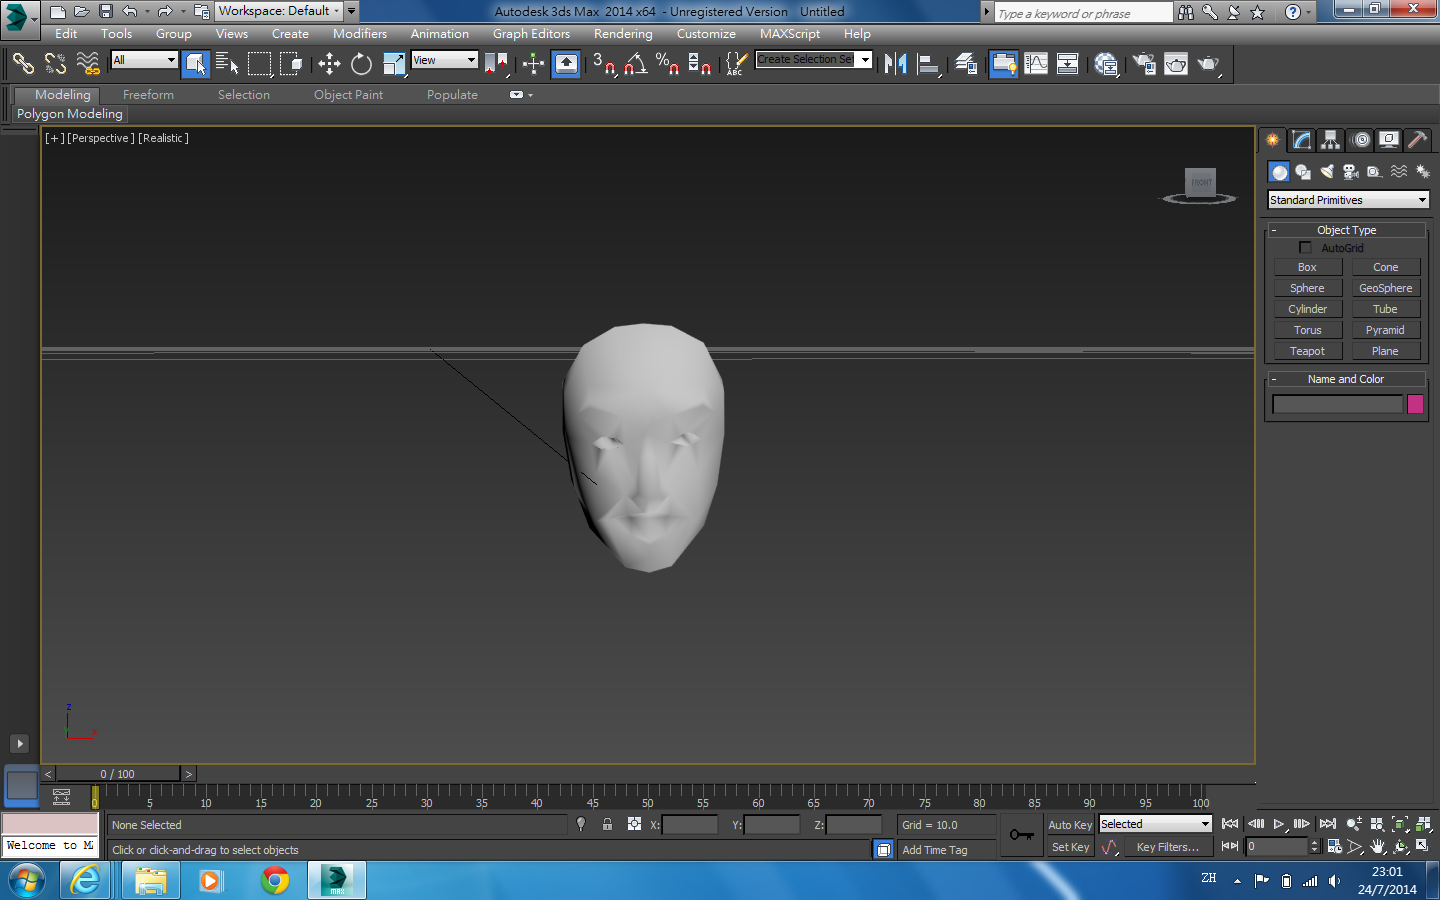 Workspace: Default
Autodesk 3ds Max 2014 x64 - Unregistered Version Untitled
Type a keyword or phrase
Edit Tools Group Views Create Modifiers Animation Graph Editors Rendering Customize MAXScript Help
All
View
3
ABC
Create Selection Set
Modeling Freeform Selection Object Paint Populate
Polygon Modeling
[+] [Perspective] [Realistic]
FRONT
Standard Primitives
- Object Type
AutoGrid
Box Cone
Sphere GeoSphere
Cylinder Tube
Torus Pyramid
Teapot Plane
- Name and Color
z
x
< 0 / 100 >
0 5 10 15 20 25 30 35 40 45 50 55 60 65 70 75 80 85 90 95 100
None Selected X: Y: Z: Grid = 10.0 Auto Key Selected
Welcome to MA
Click or click-and-drag to select objects Add Time Tag Set Key Key Filters... 0
MAX
ZH
23:01
24/7/2014